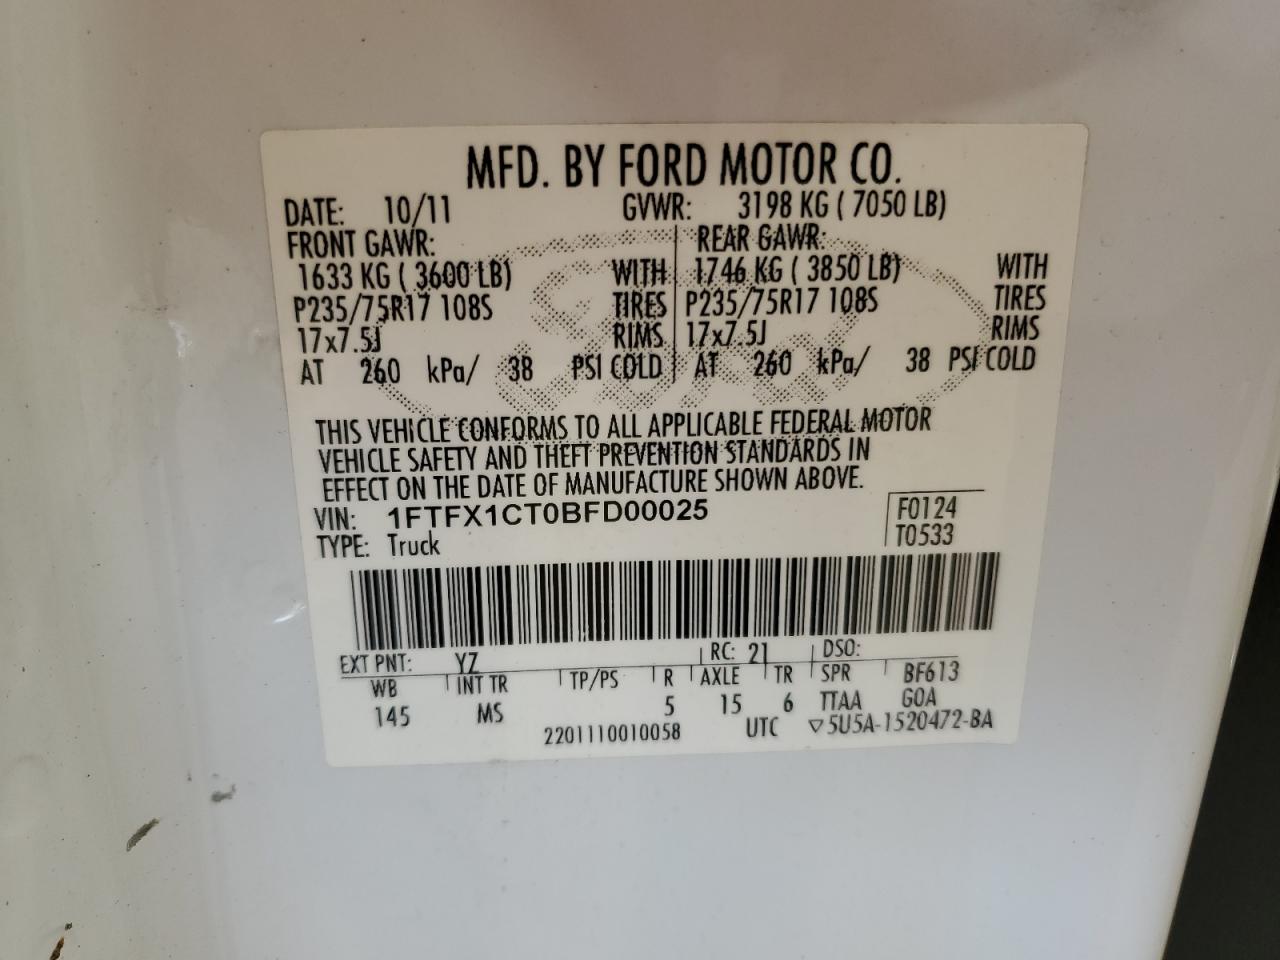 MFD. BY FORD MOTOR CO.
DATE: 10/11 GVWR: 3198 KG ( 7050 LB)
FRONT GAWR: REAR GAWR:
1633 KG ( 3600 LB) WITH 1746 KG ( 3850 LB) WITH
P235/75R17 108S TIRES P235/75R17 108S TIRES
17x7.5J RIMS 17x7.5J RIMS
AT 260 kPa/ 38 PSI COLD AT 260 kPa/ 38 PSI COLD
THIS VEHICLE CONFORMS TO ALL APPLICABLE FEDERAL MOTOR
VEHICLE SAFETY AND THEFT PREVENTION STANDARDS IN
EFFECT ON THE DATE OF MANUFACTURE SHOWN ABOVE.
VIN: 1FTFX1CT0BFD00025 F0124
TYPE: Truck T0533
EXT PNT: YZ RC: 21 DSO:
WB INT TR TP/PS R AXLE TR SPR BF613
145 MS 5 15 6 TTAA GOA
2201110010058 UTC ▽5U5A-1520472-BA